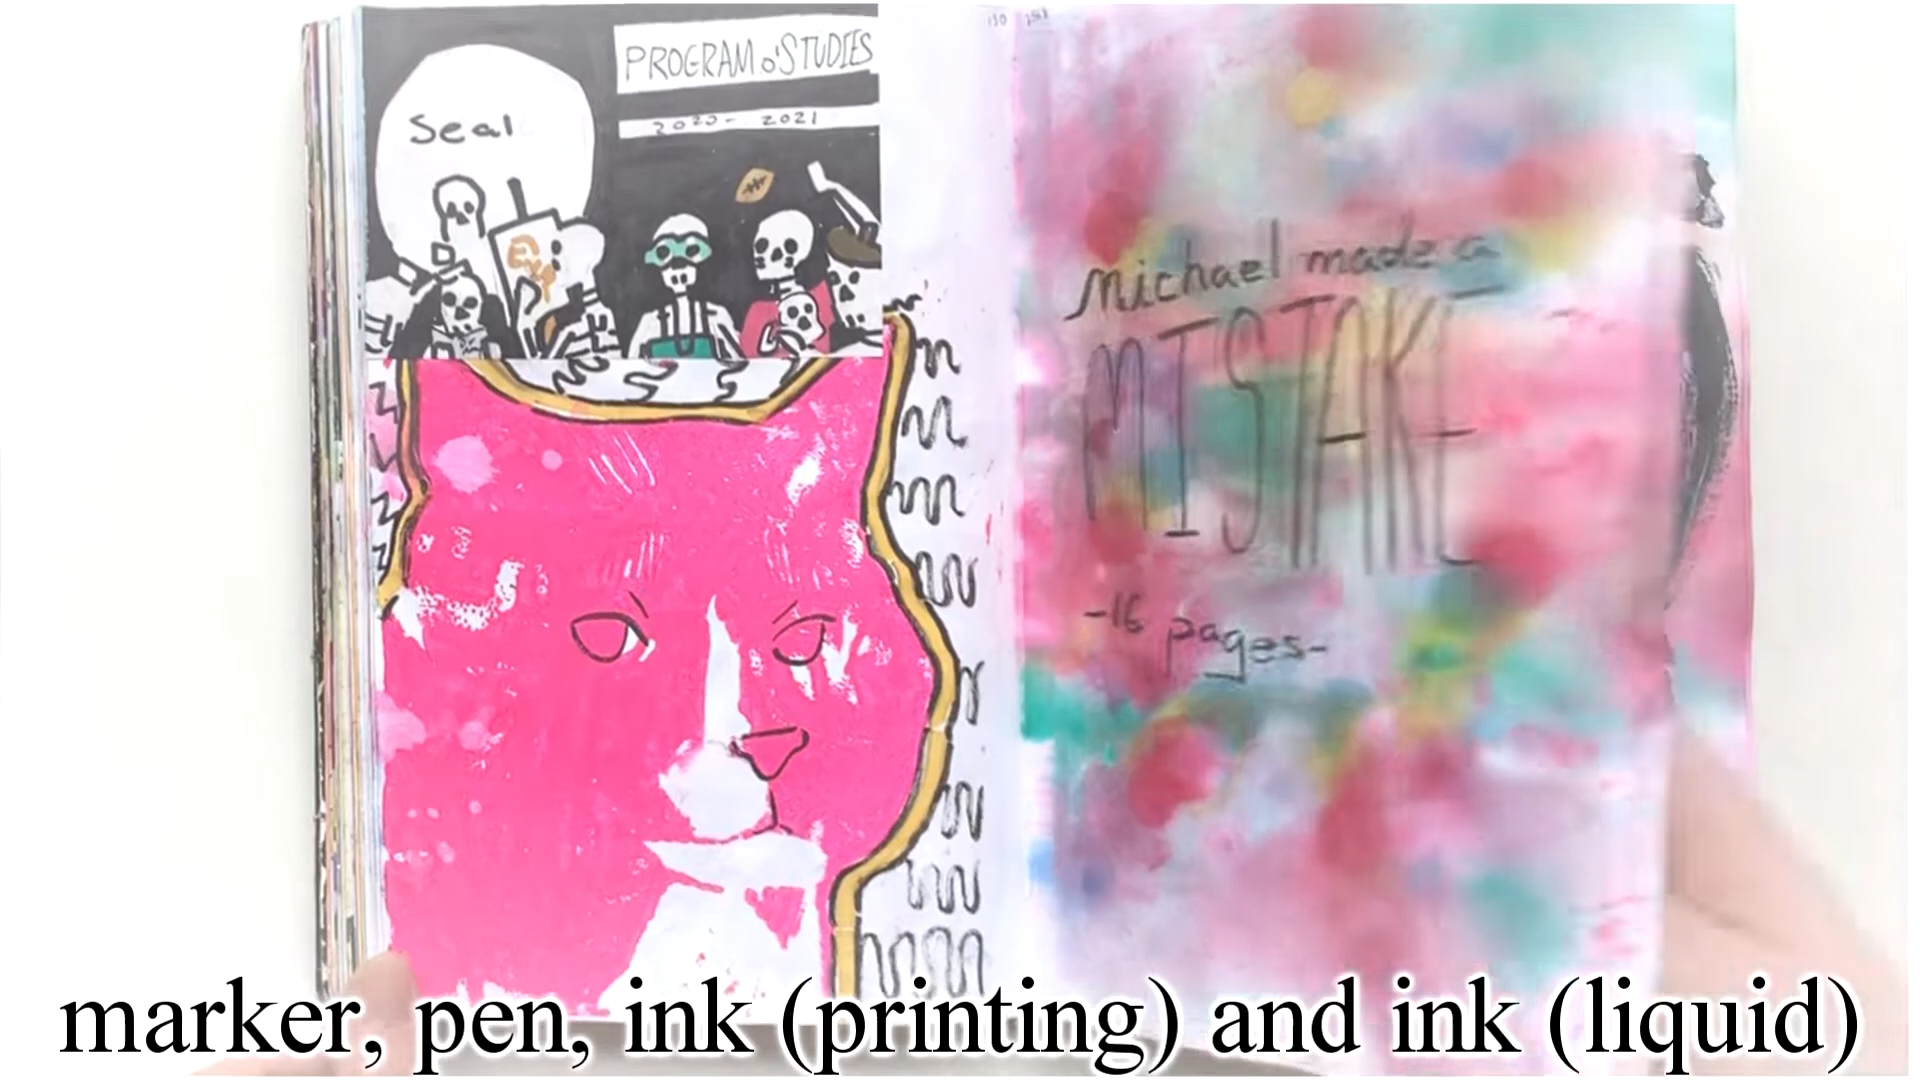 PROGRAM o' STUDIES
2020 - 2021
Seal
Michael made a
MISTAKE
-16 pages-
marker, pen, ink (printing) and ink (liquid)